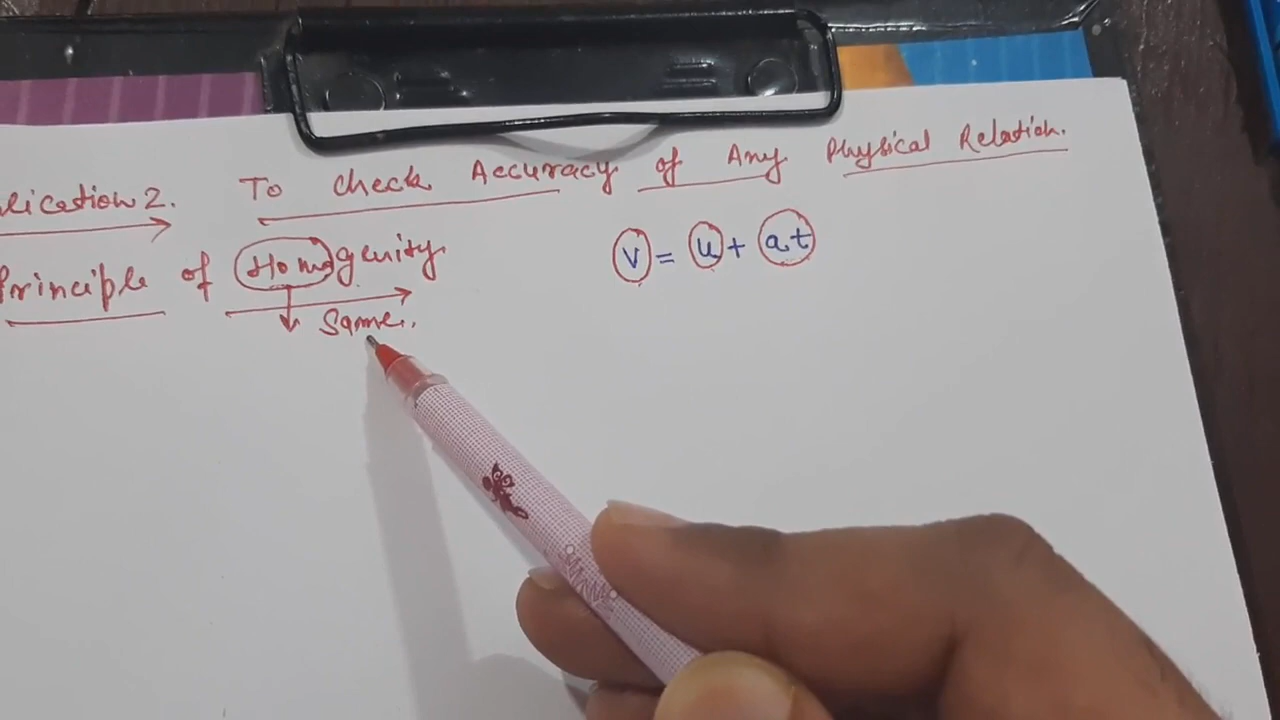 lication 2. To Check Accuracy of Any Physical Relation.
Principle of Homogenity
v = u + at
Same.